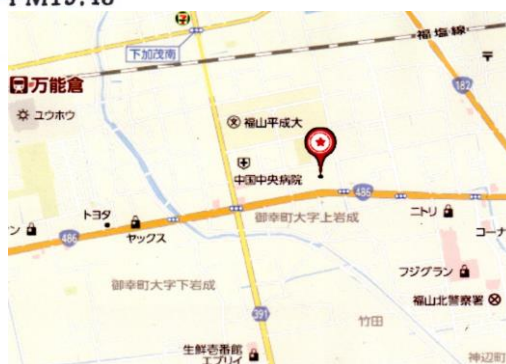 PM19:48
下加茂南
福塩線
〒
万能倉
182
ユウホウ
文 福山平成大
中国中央病院
486
トヨタ
ヤックス
御幸町大字上岩成
ニトリ
コーナ
ン
486
フジグラン
御幸町大字下岩成
福山北警察署
391
竹田
生鮮壱番館
エブリイ
神辺町